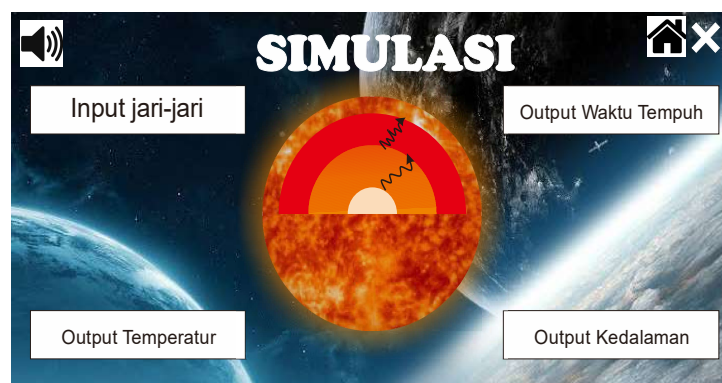 SIMULASI
Input jari-jari
Output Waktu Tempuh
Output Temperatur
Output Kedalaman